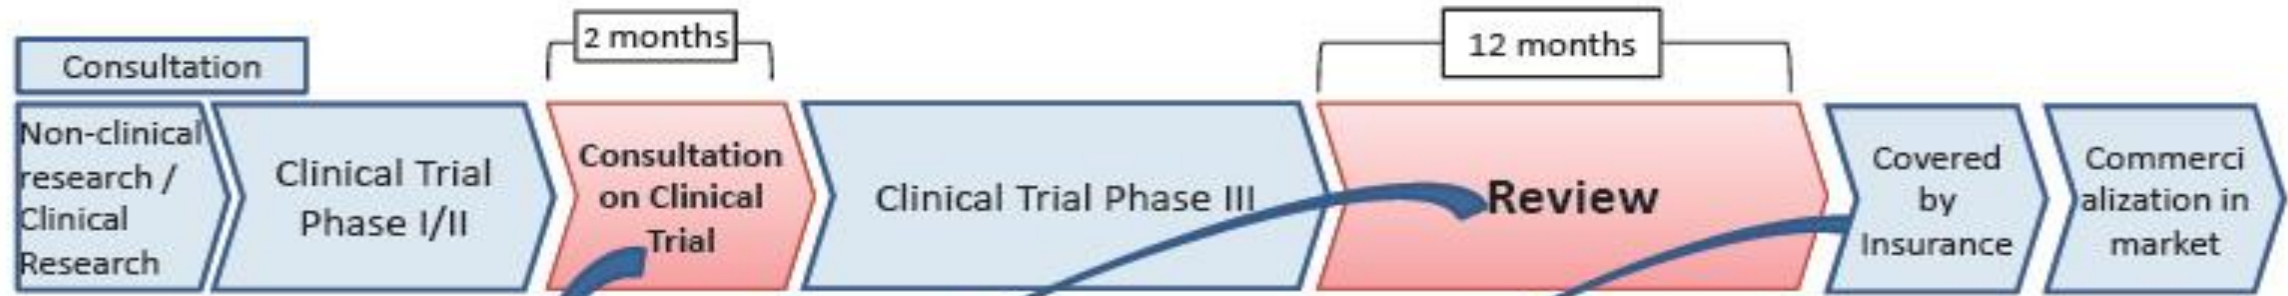 2 months
12 months
Consultation
Non-clinical
research /
Clinical
Research
Clinical Trial
Phase I/II
Consultation
on Clinical
Trial
Clinical Trial Phase III
Review
Covered
by
Insurance
Commerci
alization in
market